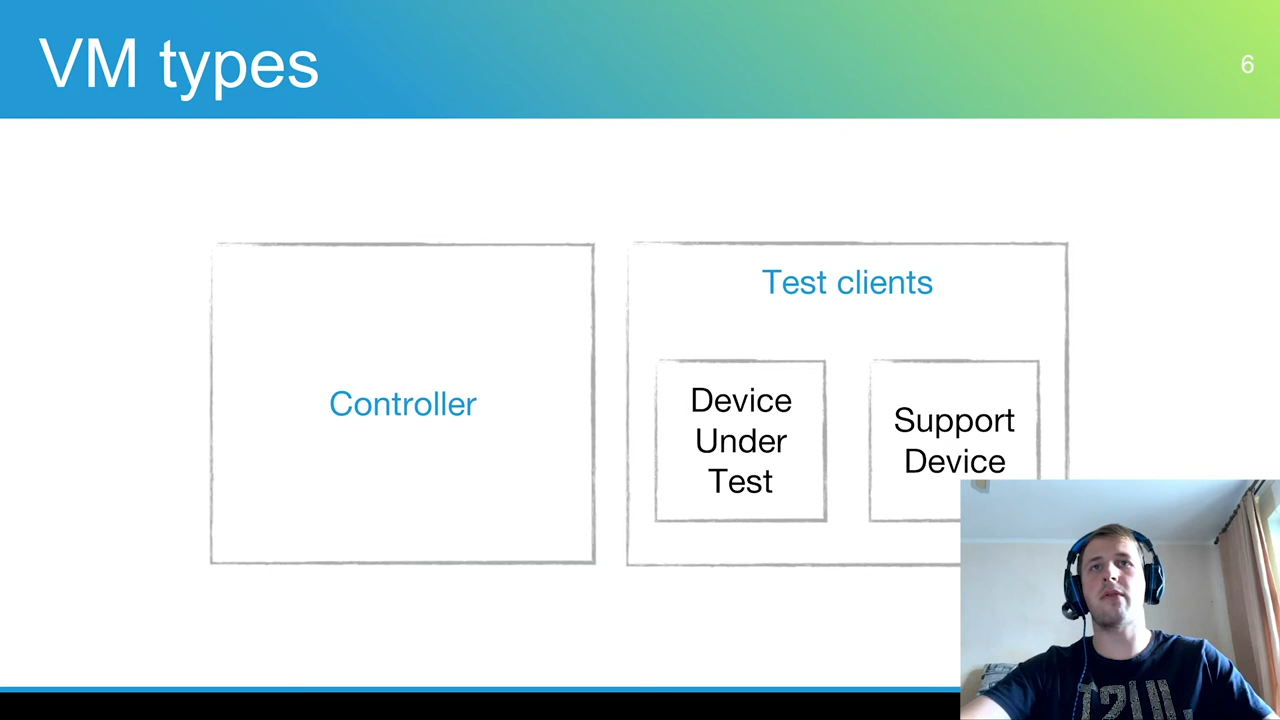 VM types
6
Controller
Test clients
Device
Under
Test
Support
Device